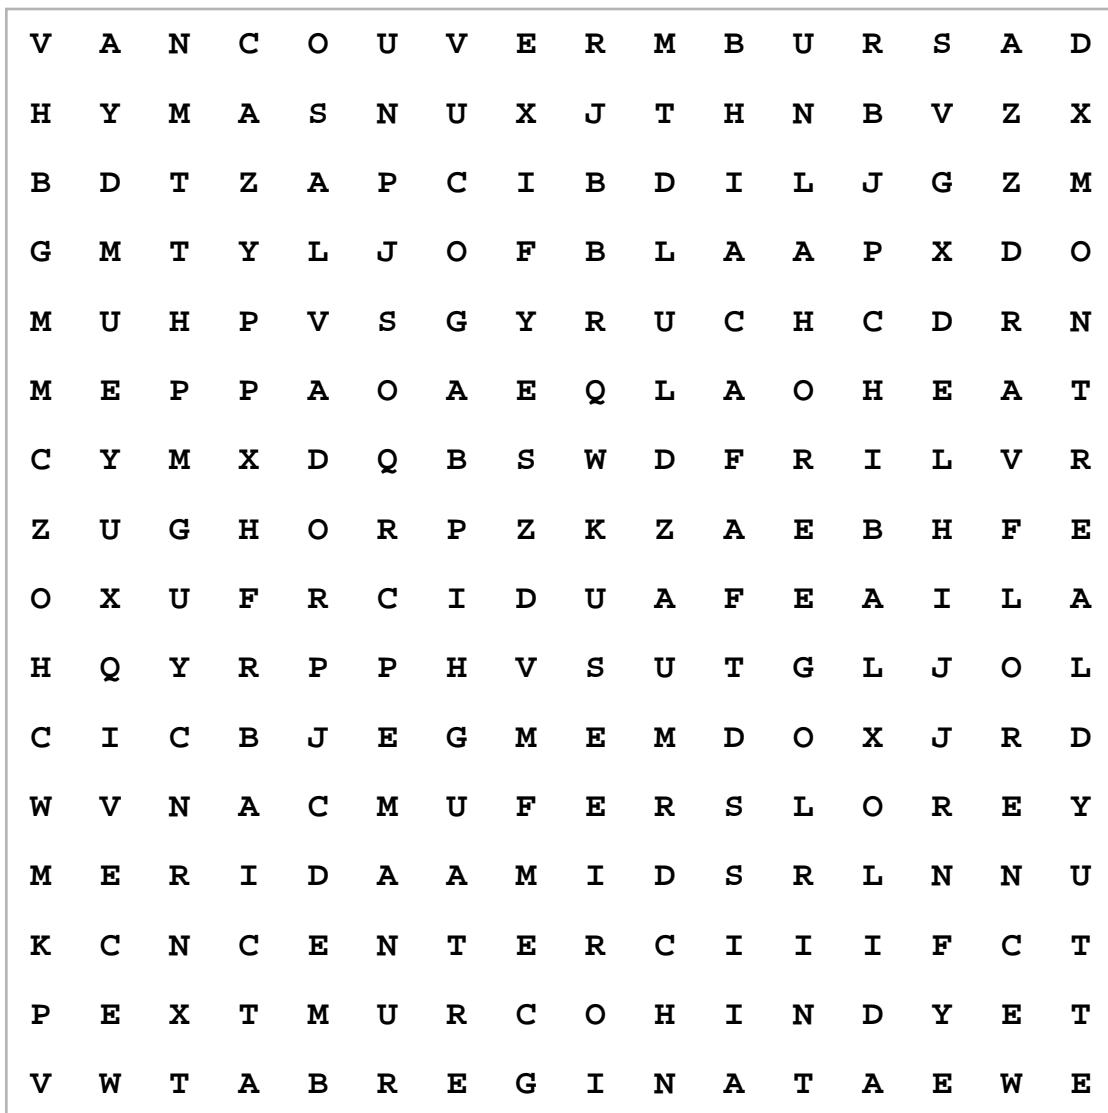 V A N C O U V E R M B U R S A D
H Y M A S N U X J T H N B V Z X
B D T Z A P C I B D I L J G Z M
G M T Y L J O F B L A A P X D O
M U H P V S G Y R U C H C D R N
M E P P A O A E Q L A O H E A T
C Y M X D Q B S W D F R I L V R
Z U G H O R P Z K Z A E B H F E
O X U F R C I D U A F E A I L A
H Q Y R P P H V S U T G L J O L
C I C B J E G M E M D O X J R D
W V N A C M U F E R S L O R E Y
M E R I D A A M I D S R L N N U
K C N C E N T E R C I I I F C T
P E X T M U R C O H I N D Y E T
V W T A B R E G I N A T A E W E